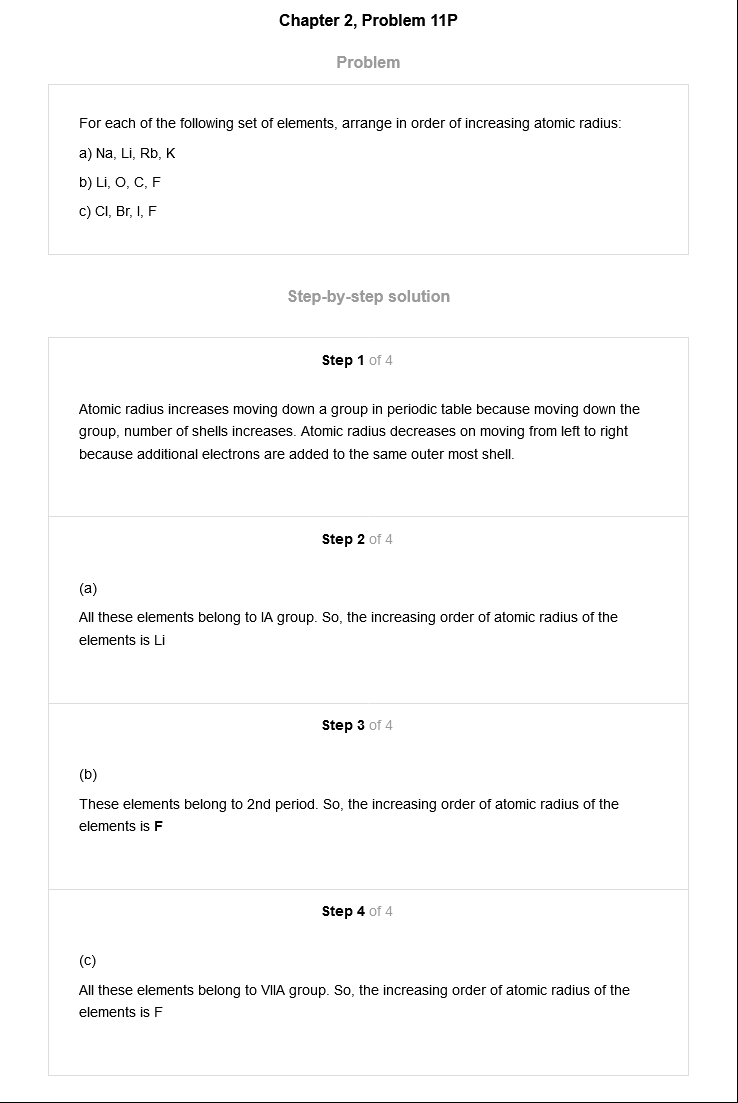 Chapter 2, Problem 11P
Problem
For each of the following set of elements, arrange in order of increasing atomic radius:
a) Na, Li, Rb, K
b) Li, O, C, F
c) Cl, Br, I, F
Step-by-step solution
Step 1 of 4
Atomic radius increases moving down a group in periodic table because moving down the
group, number of shells increases. Atomic radius decreases on moving from left to right
because additional electrons are added to the same outer most shell.
Step 2 of 4
(a)
All these elements belong to IA group. So, the increasing order of atomic radius of the
elements is Li
Step 3 of 4
(b)
These elements belong to 2nd period. So, the increasing order of atomic radius of the
elements is F
Step 4 of 4
(c)
All these elements belong to VIIA group. So, the increasing order of atomic radius of the
elements is F